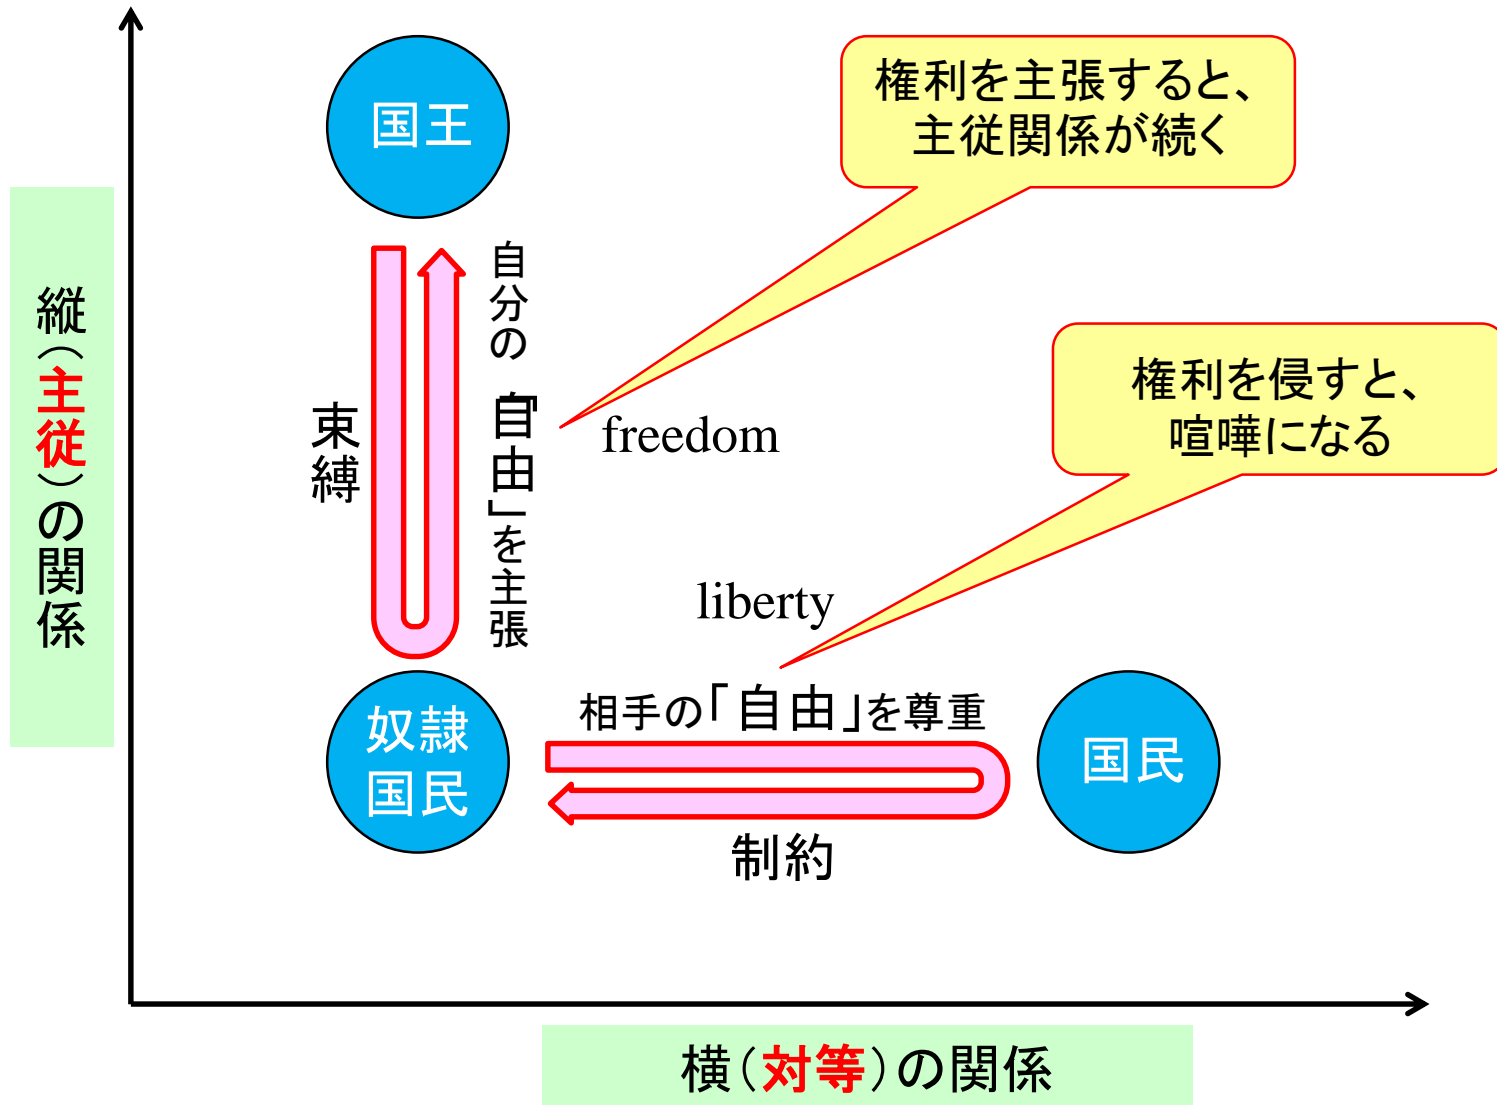 国王
権利を主張すると、
主従関係が続く
縦（主従）の関係
束縛
自分の「自由」を主張
freedom
権利を侵すと、
喧嘩になる
liberty
相手の「自由」を尊重
奴隷
国民
国民
制約
横（対等）の関係